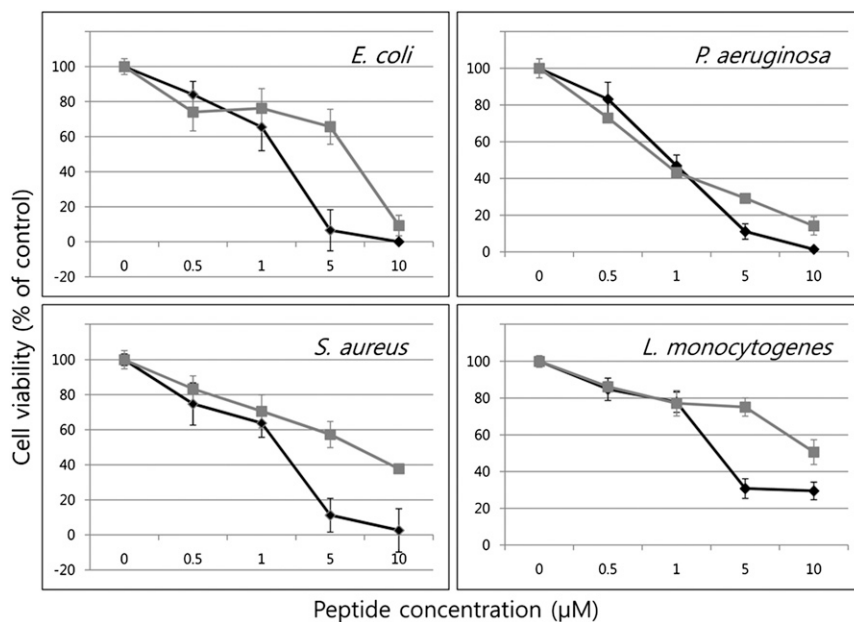 E. coli
100
80
60
40
20
0
-20
0 0.5 1 5 10
P. aeruginosa
100
80
60
40
20
0
0 0.5 1 5 10
S. aureus
100
80
60
40
20
0
-20
0 0.5 1 5 10
L. monocytogenes
100
80
60
40
20
0
0 0.5 1 5 10
Cell viability (% of control)
Peptide concentration (μM)